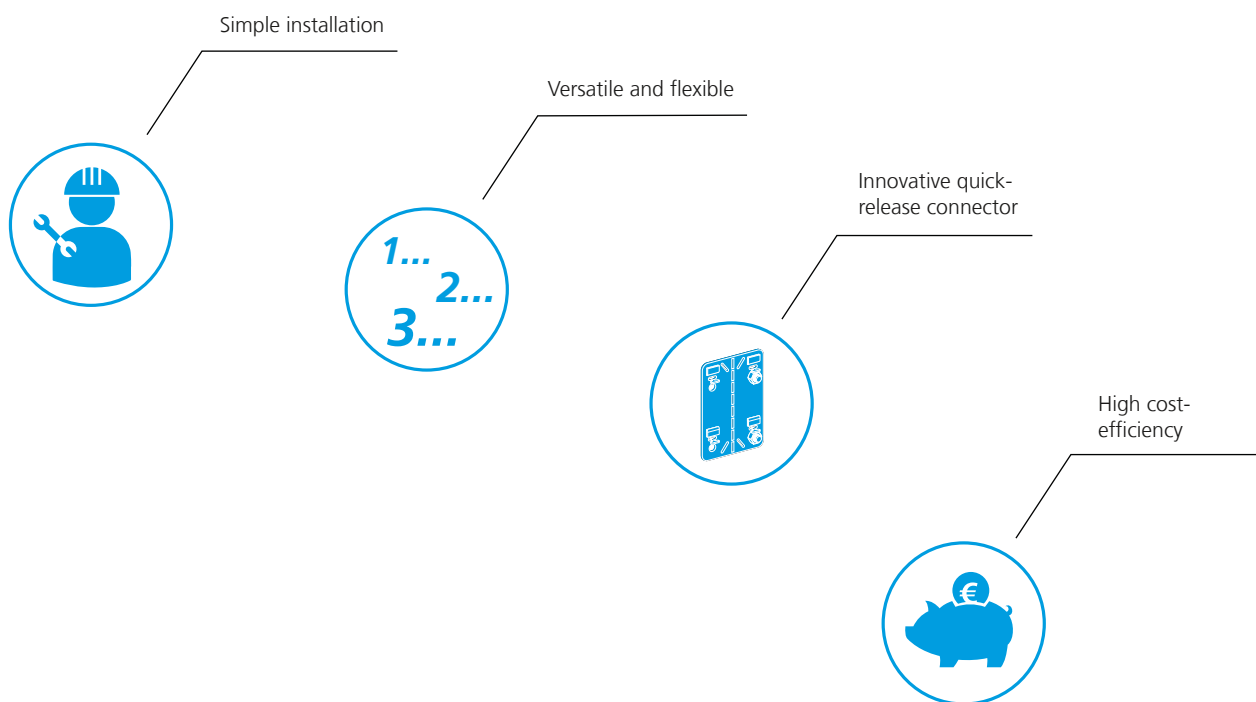 Simple installation
Versatile and flexible
Innovative quick-
release connector
1...
2...
3...
High cost-
efficiency
€